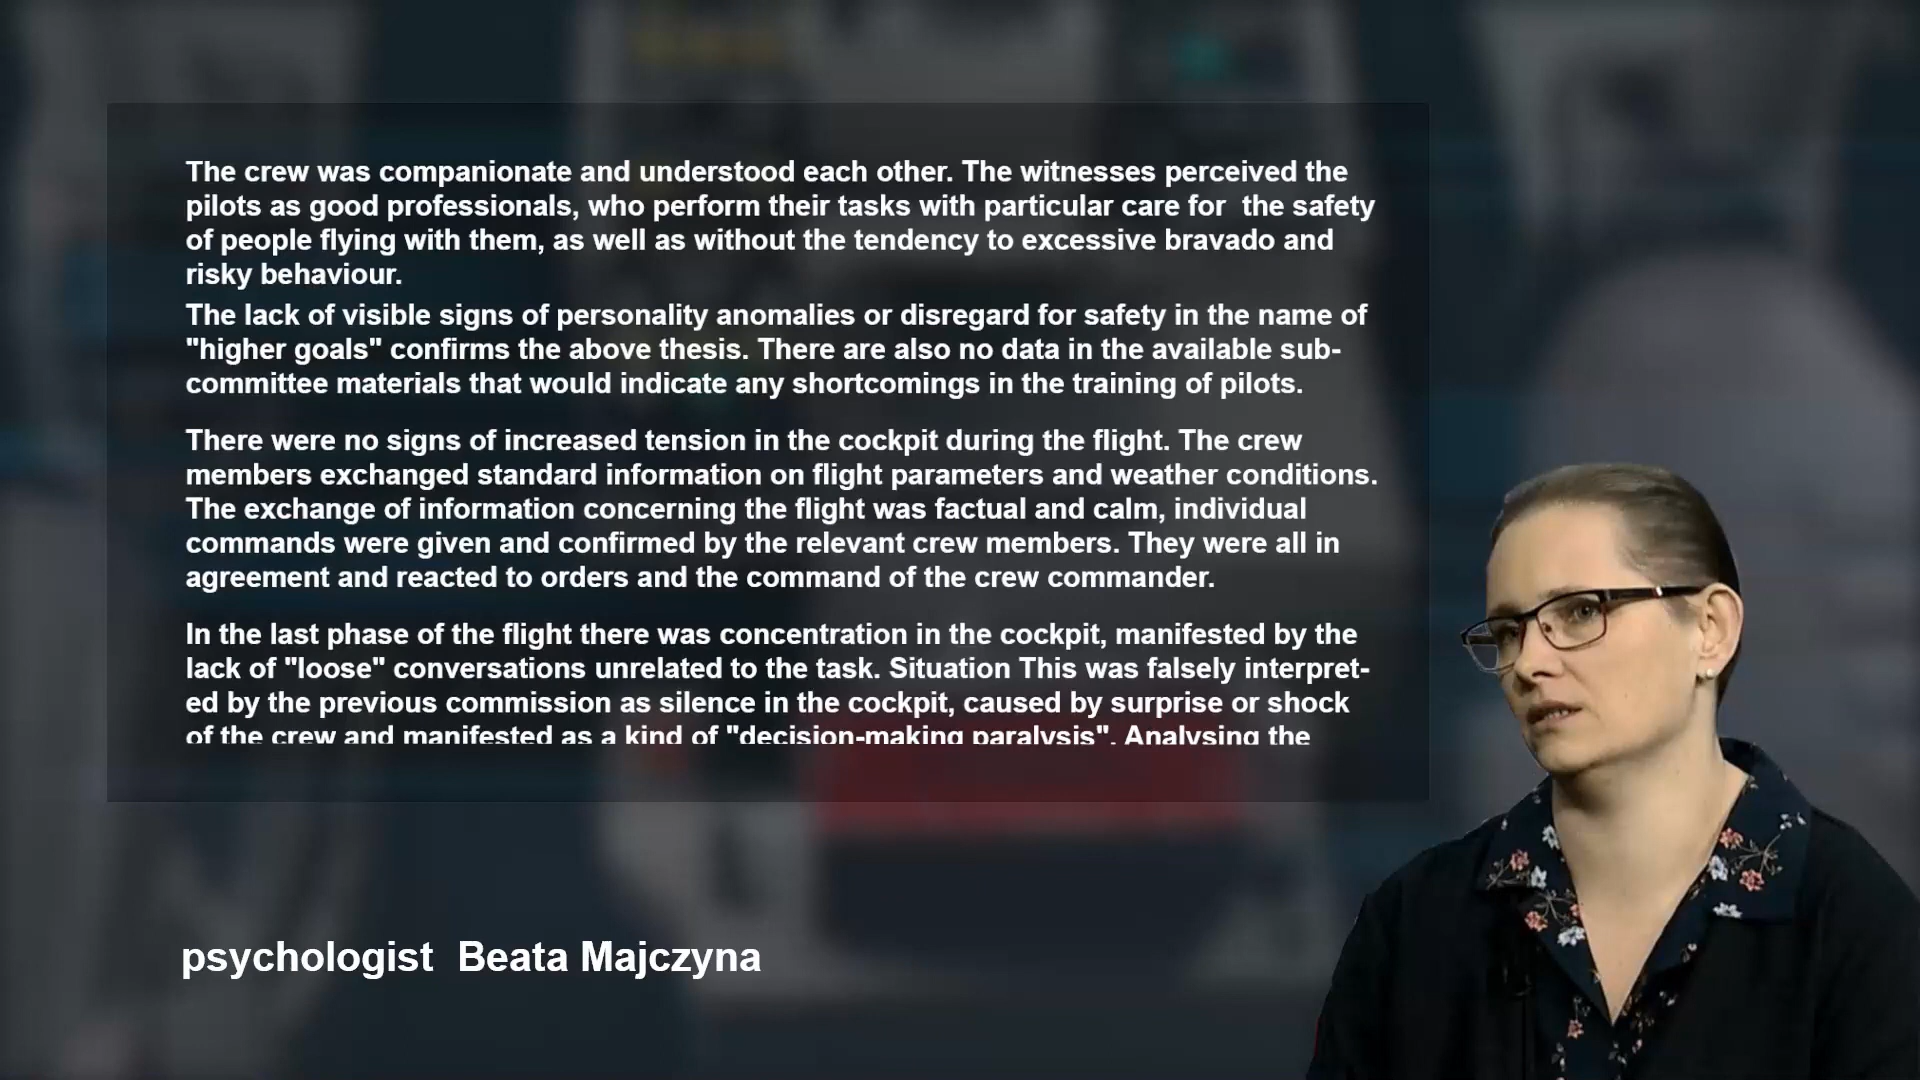 The crew was companionate and understood each other. The witnesses perceived the
pilots as good professionals, who perform their tasks with particular care for  the safety
of people flying with them, as well as without the tendency to excessive bravado and
risky behaviour.
The lack of visible signs of personality anomalies or disregard for safety in the name of
"higher goals" confirms the above thesis. There are also no data in the available sub-
committee materials that would indicate any shortcomings in the training of pilots.
There were no signs of increased tension in the cockpit during the flight. The crew
members exchanged standard information on flight parameters and weather conditions.
The exchange of information concerning the flight was factual and calm, individual
commands were given and confirmed by the relevant crew members. They were all in
agreement and reacted to orders and the command of the crew commander.
In the last phase of the flight there was concentration in the cockpit, manifested by the
lack of "loose" conversations unrelated to the task. Situation This was falsely interpret-
ed by the previous commission as silence in the cockpit, caused by surprise or shock
of the crew and manifested as a kind of "decision-making paralysis". Analysing the
psychologist  Beata Majczyna